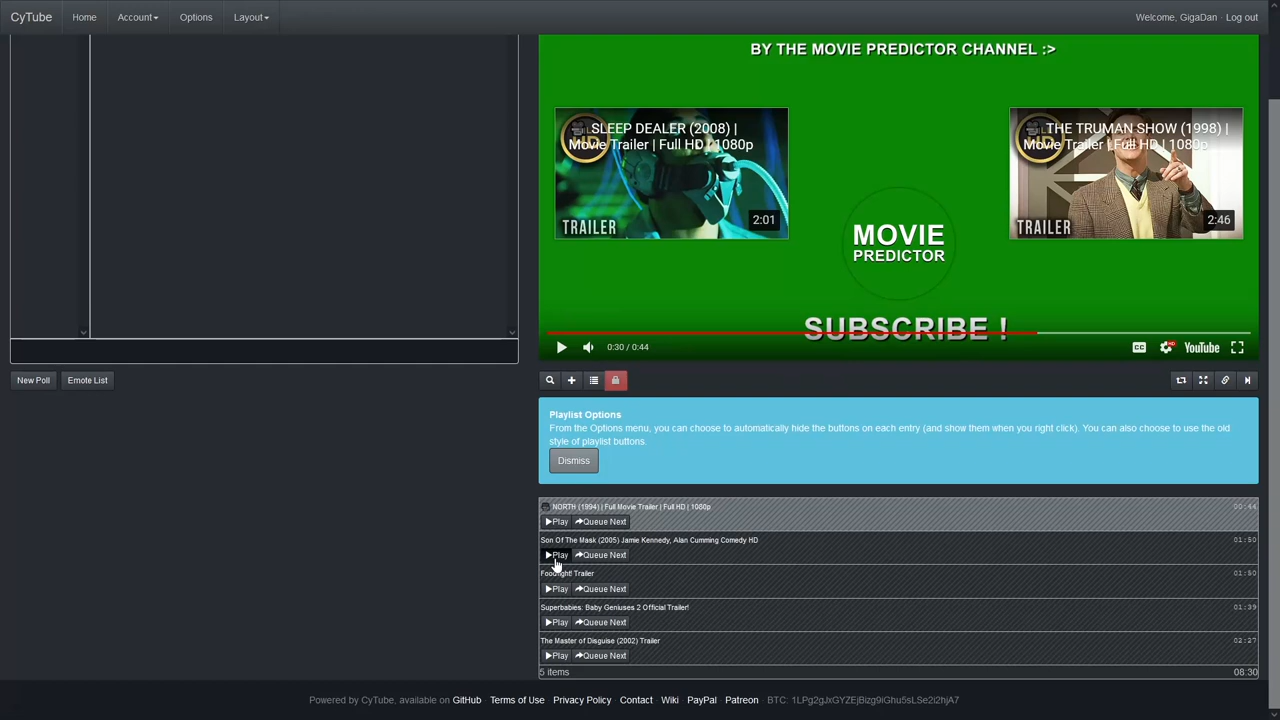 CyTube Home Account Options Layout Welcome, GigaDan · Log out
BY THE MOVIE PREDICTOR CHANNEL :>
SLEEP DEALER (2008) |
Movie Trailer | Full HD | 1080p
TRAILER
2:01
THE TRUMAN SHOW (1998) |
Movie Trailer | Full HD | 1080p
TRAILER
2:46
MOVIE
PREDICTOR
SUBSCRIBE !
0:30 / 0:44
CC HD YouTube
New Poll Emote List
Playlist Options
From the Options menu, you can choose to automatically hide the buttons on each entry (and show them when you right click). You can also choose to use the old
style of playlist buttons.
Dismiss
NORTH (1994) | Full Movie Trailer | Full HD | 1080p 00:44
Play Queue Next
Son Of The Mask (2005) Jamie Kennedy, Alan Cumming Comedy HD 01:50
Play Queue Next
Foodfight! Trailer 01:50
Play Queue Next
Superbabies: Baby Geniuses 2 Official Trailer! 01:39
Play Queue Next
The Master of Disguise (2002) Trailer 02:27
Play Queue Next
5 items 08:30
Powered by CyTube, available on GitHub Terms of Use Privacy Policy Contact Wiki PayPal Patreon BTC: 1LPg2gJxGYZEjBizg9iGhu5sLSe2i2hjA7